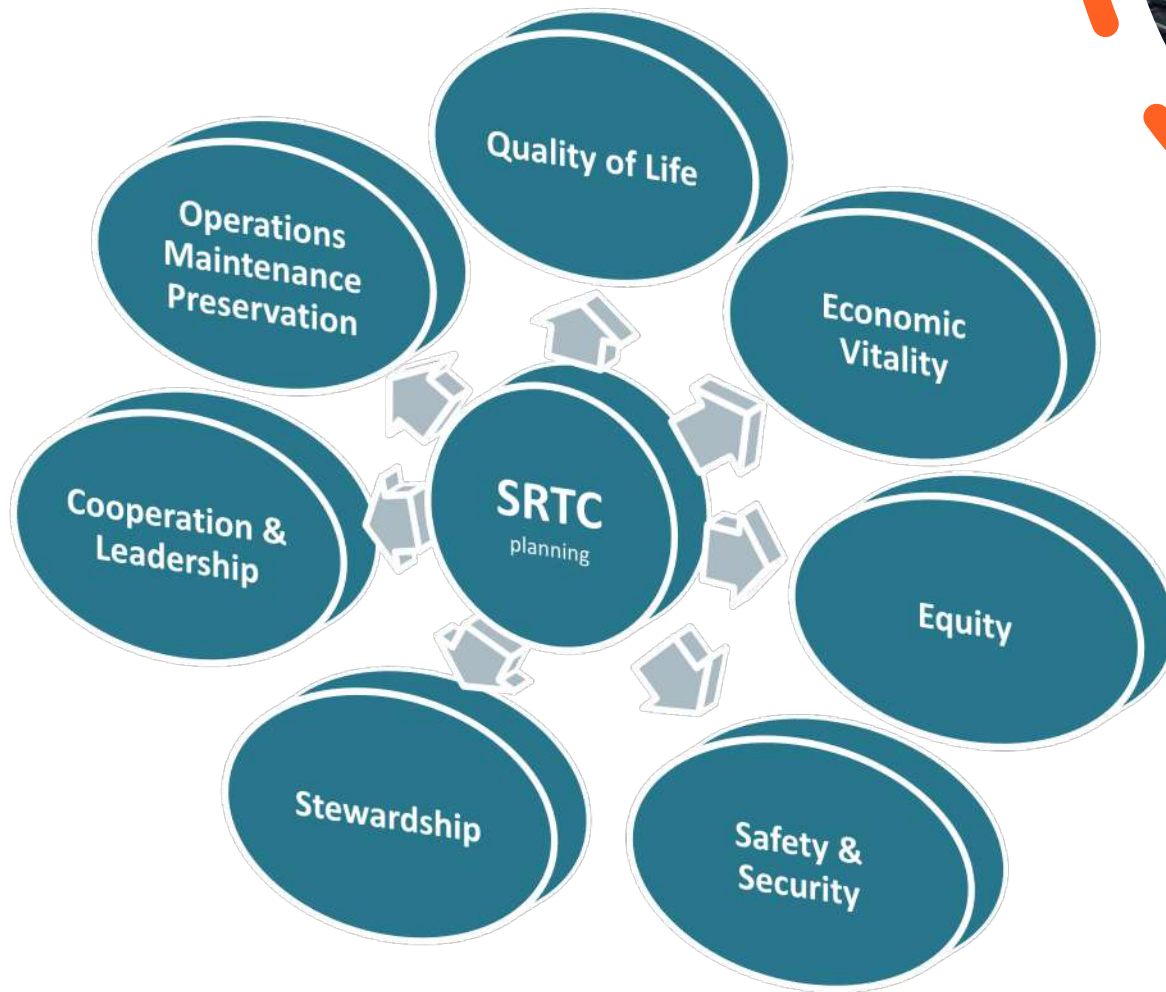 Quality of Life
Operations
Maintenance
Preservation
Economic
Vitality
SRTC
planning
Cooperation &
Leadership
Equity
Stewardship
Safety &
Security